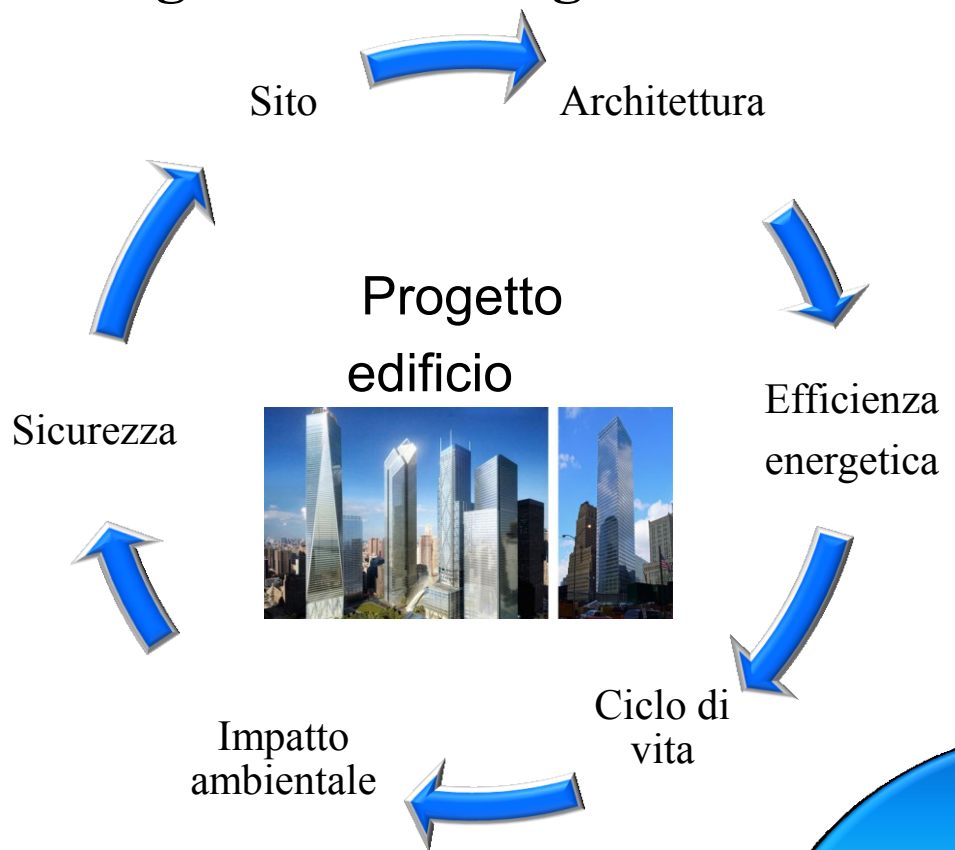 Sito
Architettura
Progetto
edificio
Efficienza
energetica
Sicurezza
Ciclo di
vita
Impatto
ambientale